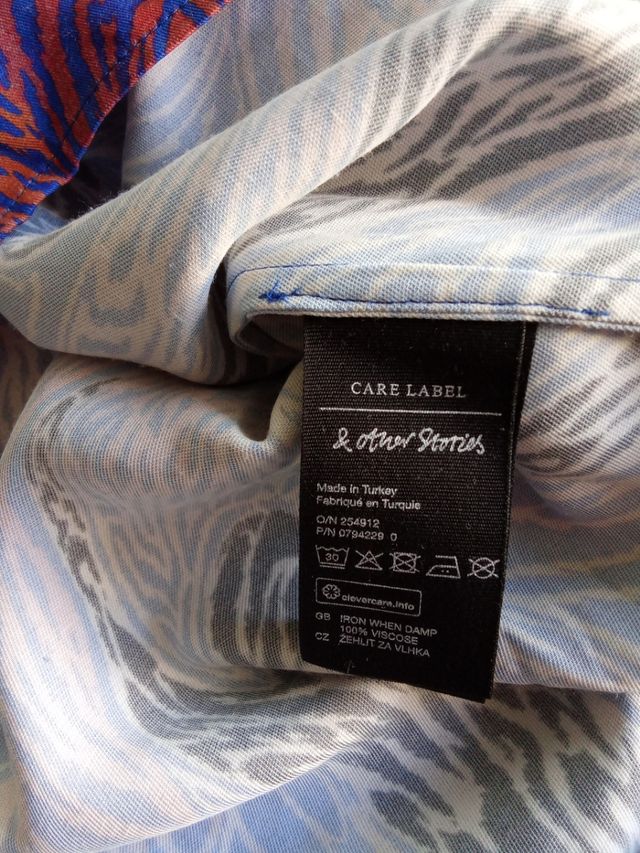 CARE LABEL
& other Stories
Made in Turkey
Fabriqué en Turquie
O/N 254912
P/N 0794229 0
30
clevercare.info
GB IRON WHEN DAMP
100% VISCOSE
CZ ŽEHLIT ZA VLHKA